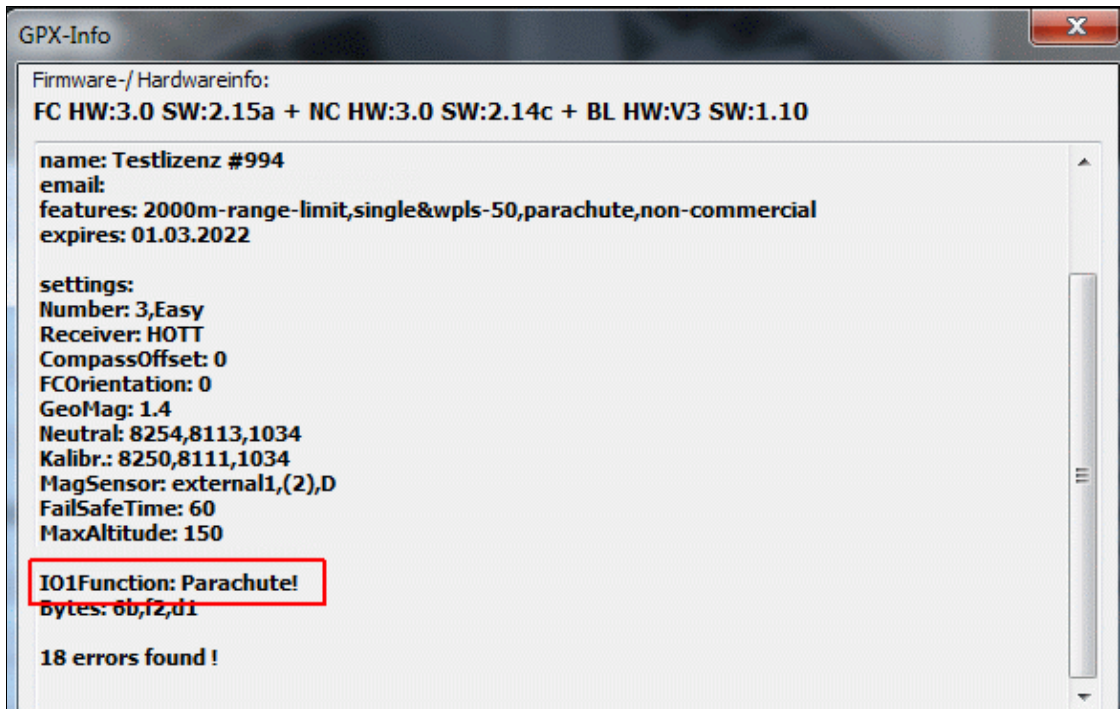 GPX-Info
x
Firmware-/Hardwareinfo:
FC HW:3.0 SW:2.15a + NC HW:3.0 SW:2.14c + BL HW:V3 SW:1.10
name: Testlizenz #994
email:
features: 2000m-range-limit,single&wpls-50,parachute,non-commercial
expires: 01.03.2022
settings:
Number: 3,Easy
Receiver: HOTT
CompassOffset: 0
FCOrientation: 0
GeoMag: 1.4
Neutral: 8254,8113,1034
Kalibr.: 8250,8111,1034
MagSensor: external1,(2),D
FailSafeTime: 60
MaxAltitude: 150
IO1Function: Parachute!
Bytes: 6b,f2,d1
18 errors found !